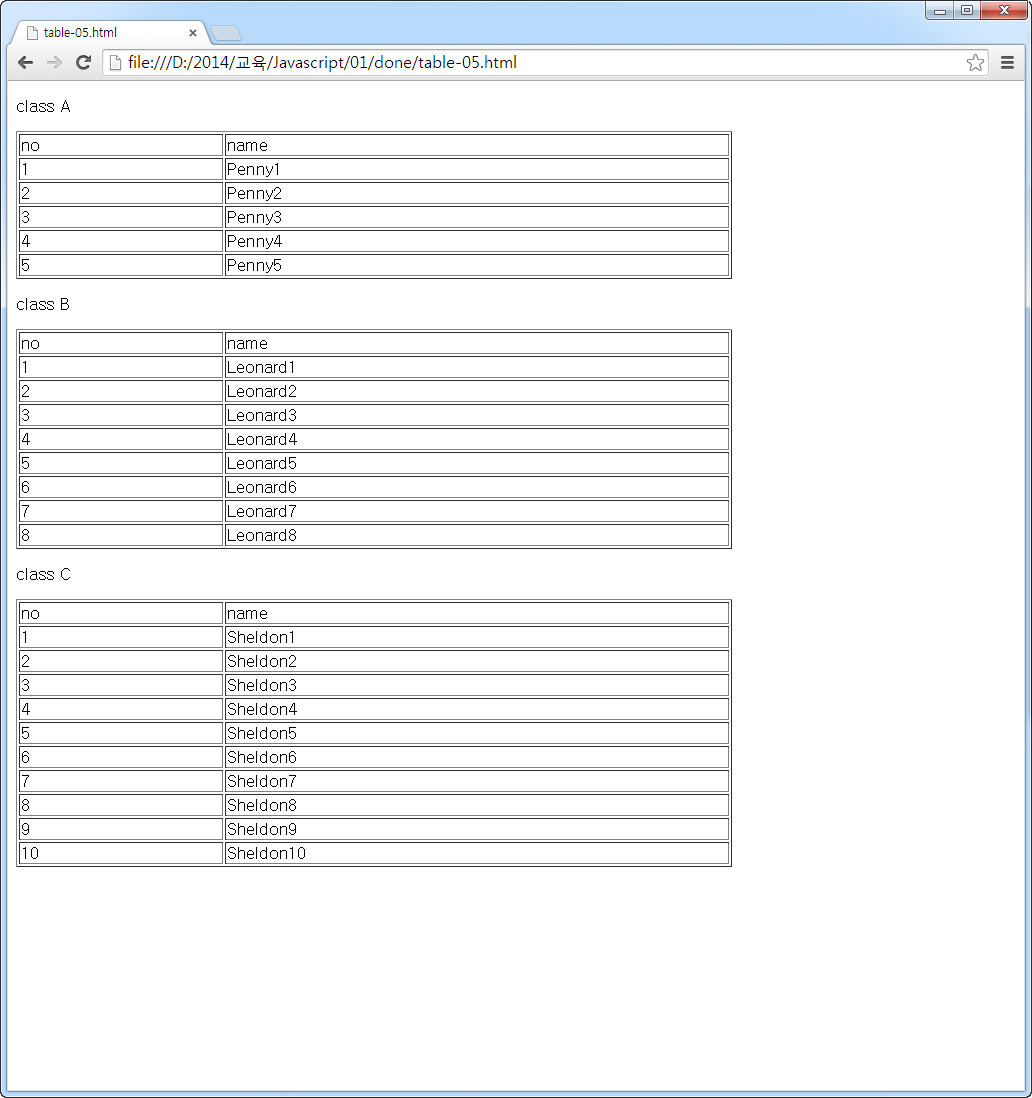 table-05.html
file:///D:/2014/교육/Javascript/01/done/table-05.html
class A
no name
1 Penny1
2 Penny2
3 Penny3
4 Penny4
5 Penny5
class B
no name
1 Leonard1
2 Leonard2
3 Leonard3
4 Leonard4
5 Leonard5
6 Leonard6
7 Leonard7
8 Leonard8
class C
no name
1 Sheldon1
2 Sheldon2
3 Sheldon3
4 Sheldon4
5 Sheldon5
6 Sheldon6
7 Sheldon7
8 Sheldon8
9 Sheldon9
10 Sheldon10